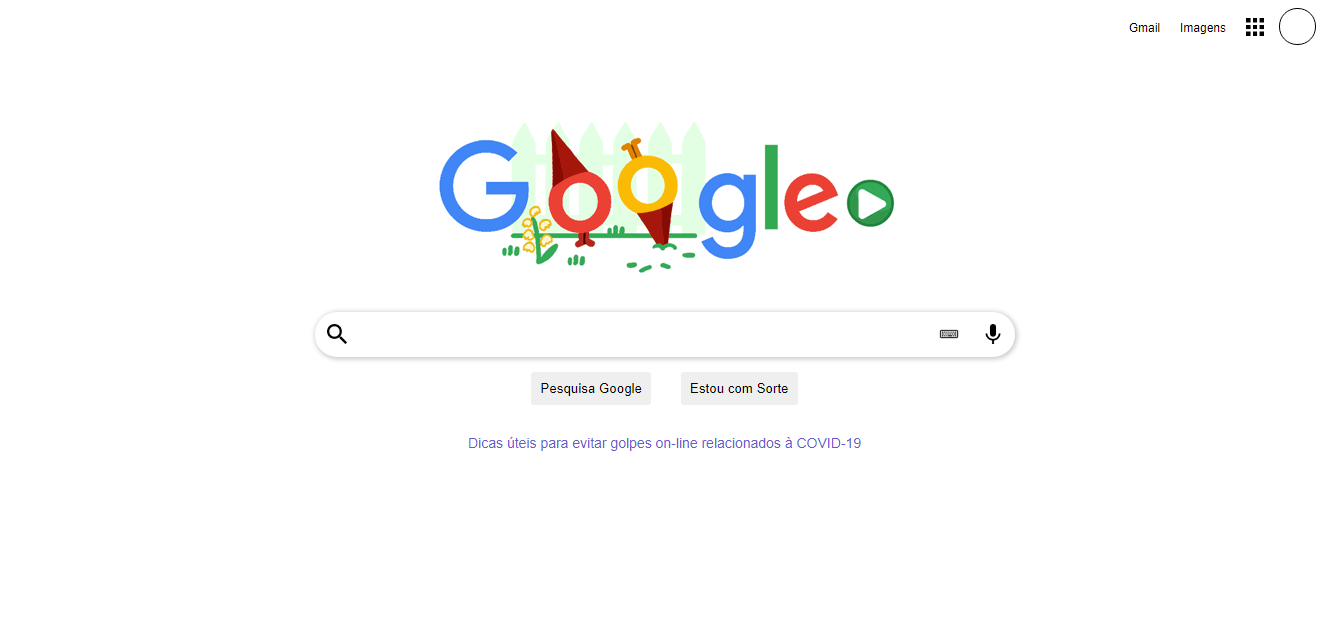 Gmail Imagens
Google
Pesquisa Google Estou com Sorte
Dicas úteis para evitar golpes on-line relacionados à COVID-19